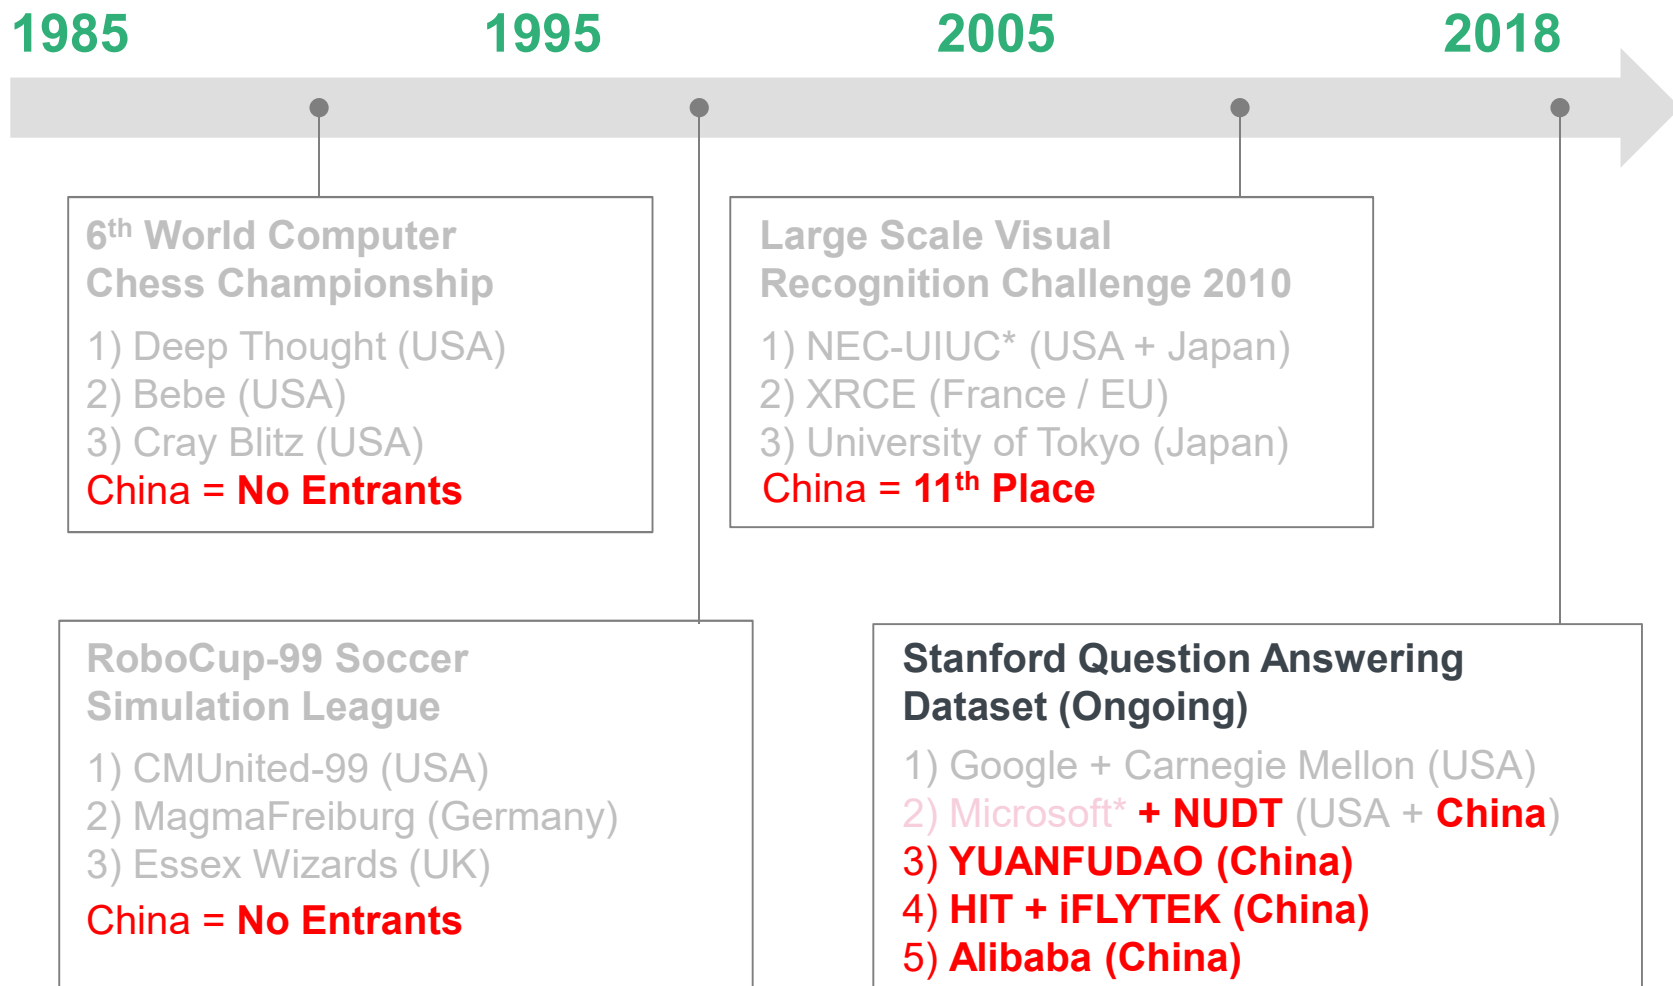 1985
1995
2005
2018
6th World Computer
Chess Championship
1) Deep Thought (USA)
2) Bebe (USA)
3) Cray Blitz (USA)
China = No Entrants
Large Scale Visual
Recognition Challenge 2010
1) NEC-UIUC* (USA + Japan)
2) XRCE (France / EU)
3) University of Tokyo (Japan)
China = 11th Place
RoboCup-99 Soccer
Simulation League
1) CMUnited-99 (USA)
2) MagmaFreiburg (Germany)
3) Essex Wizards (UK)
China = No Entrants
Stanford Question Answering
Dataset (Ongoing)
1) Google + Carnegie Mellon (USA)
2) Microsoft* + NUDT (USA + China)
3) YUANFUDAO (China)
4) HIT + iFLYTEK (China)
5) Alibaba (China)